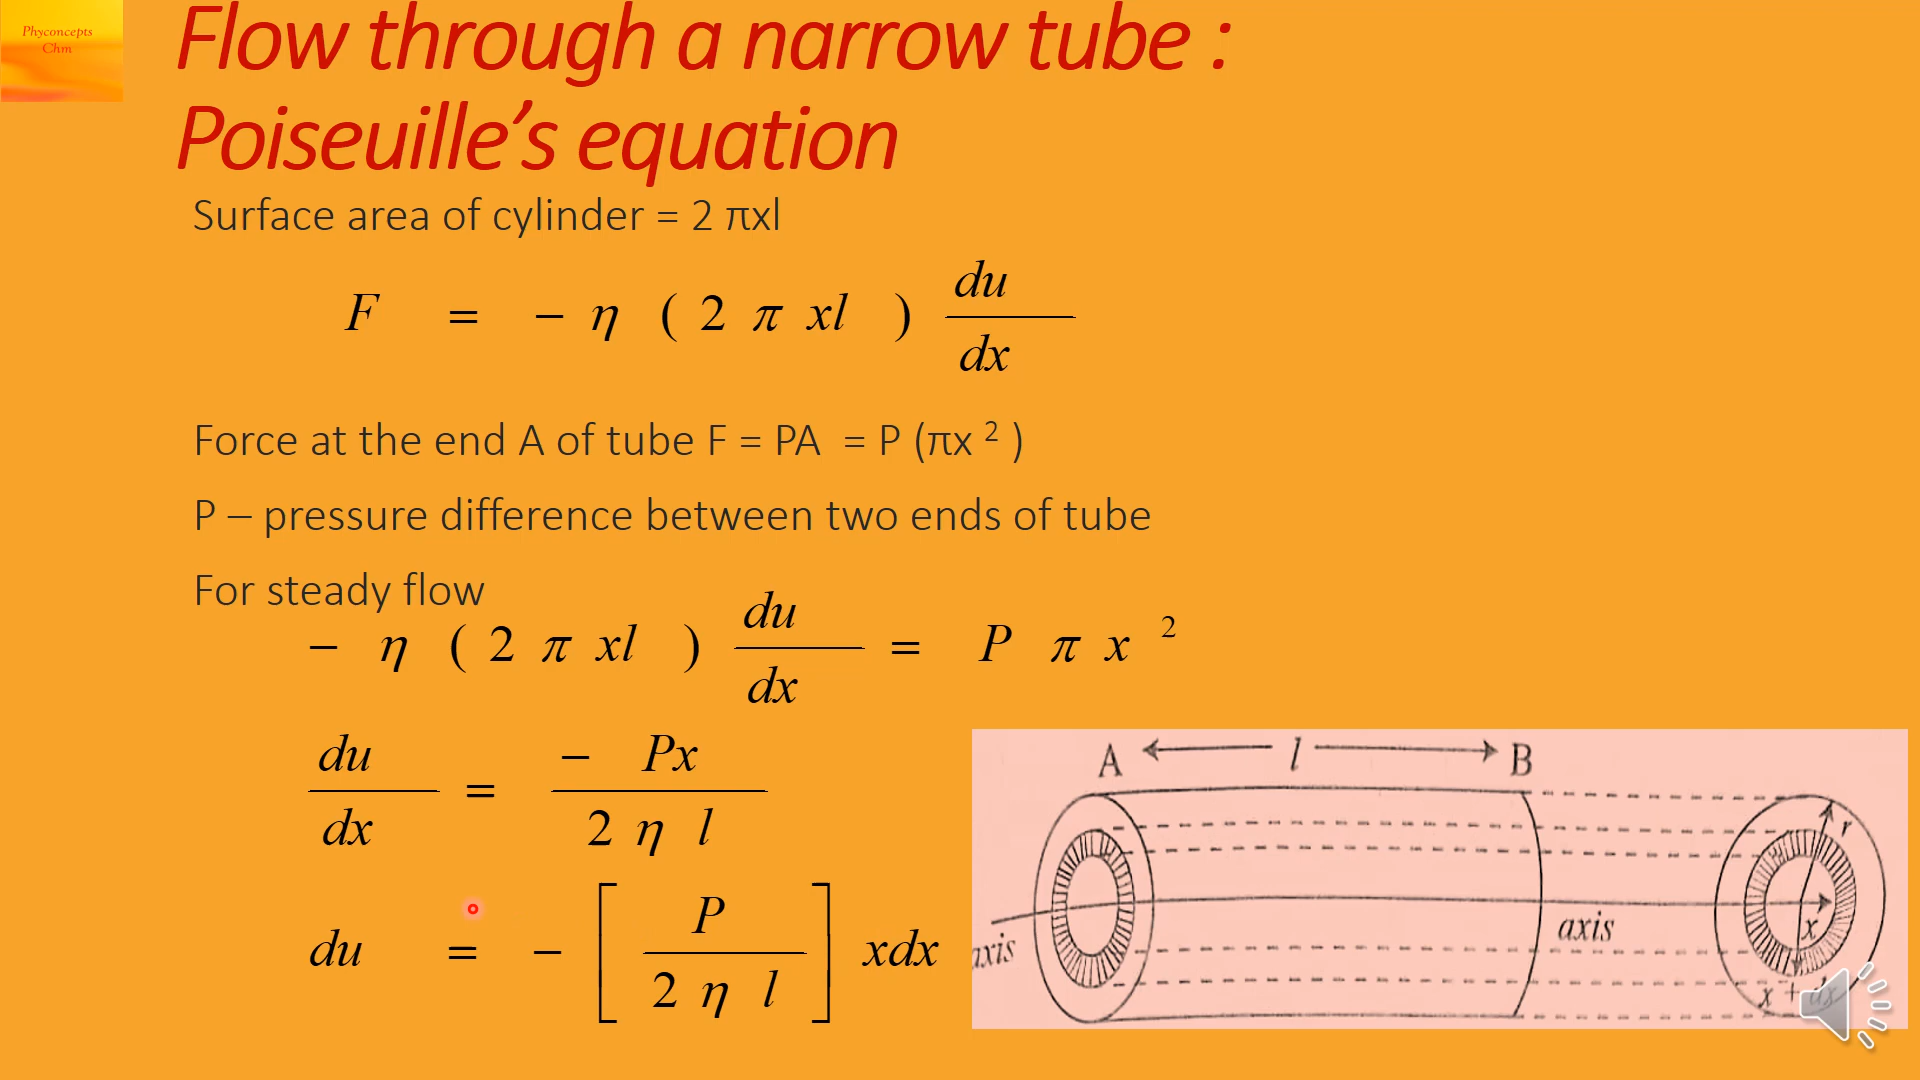 Phyconcepts
Chm
Flow through a narrow tube :
Poiseuille’s equation
Surface area of cylinder = 2 πxl
F = − η ( 2 π xl ) du/dx
Force at the end A of tube F = PA = P (πx ² )
P – pressure difference between two ends of tube
For steady flow
− η ( 2 π xl ) du/dx = P π x ²
du/dx = − Px / 2 η l
du = − [ P / 2 η l ] xdx
A l B
r
axis
axis
x
x + dx